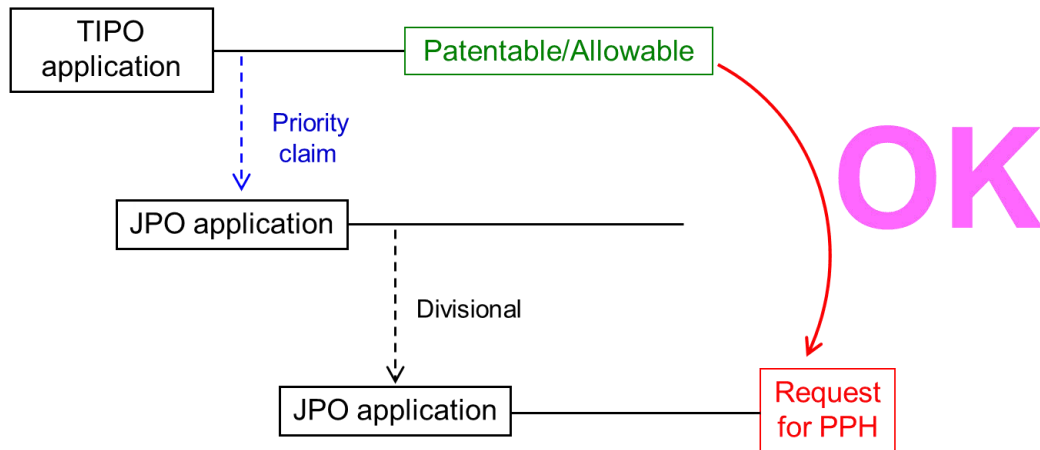 TIPO
application
Patentable/Allowable
Priority
claim
OK
JPO application
Divisional
JPO application
Request
for PPH